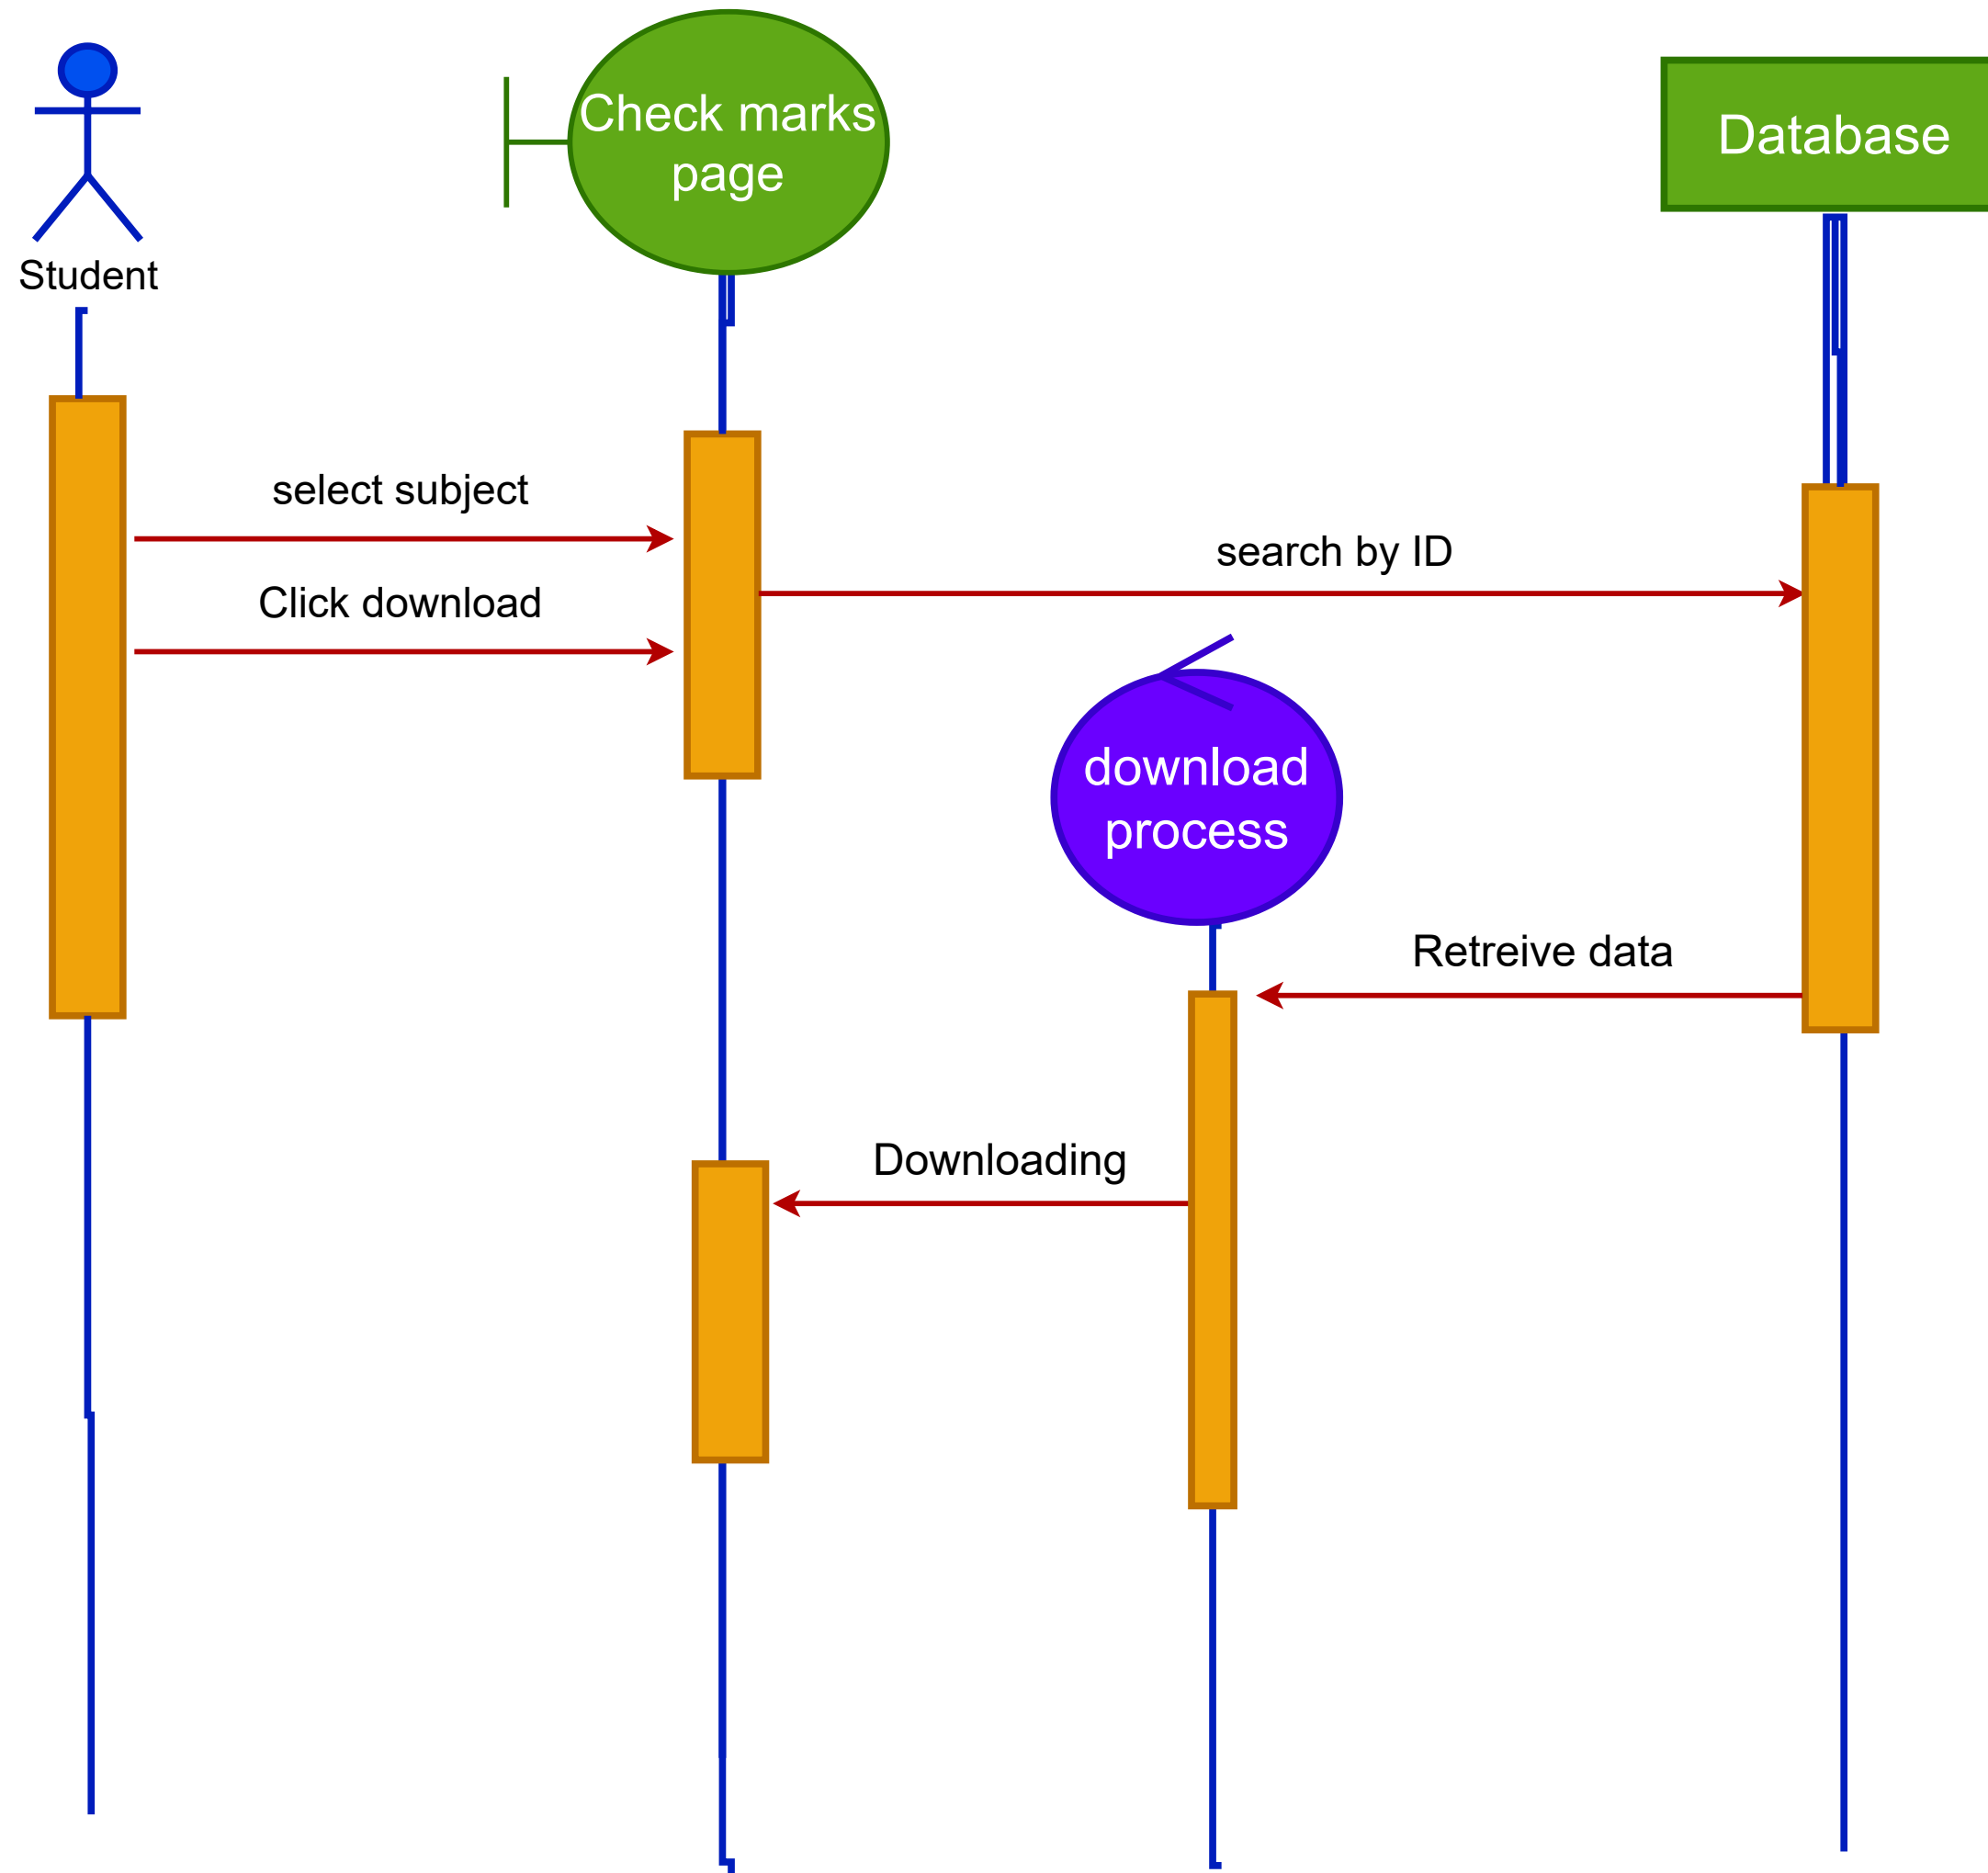 Check marks
page
Database
Student
select subject
search by ID
Click download
download
process
Retreive data
Downloading